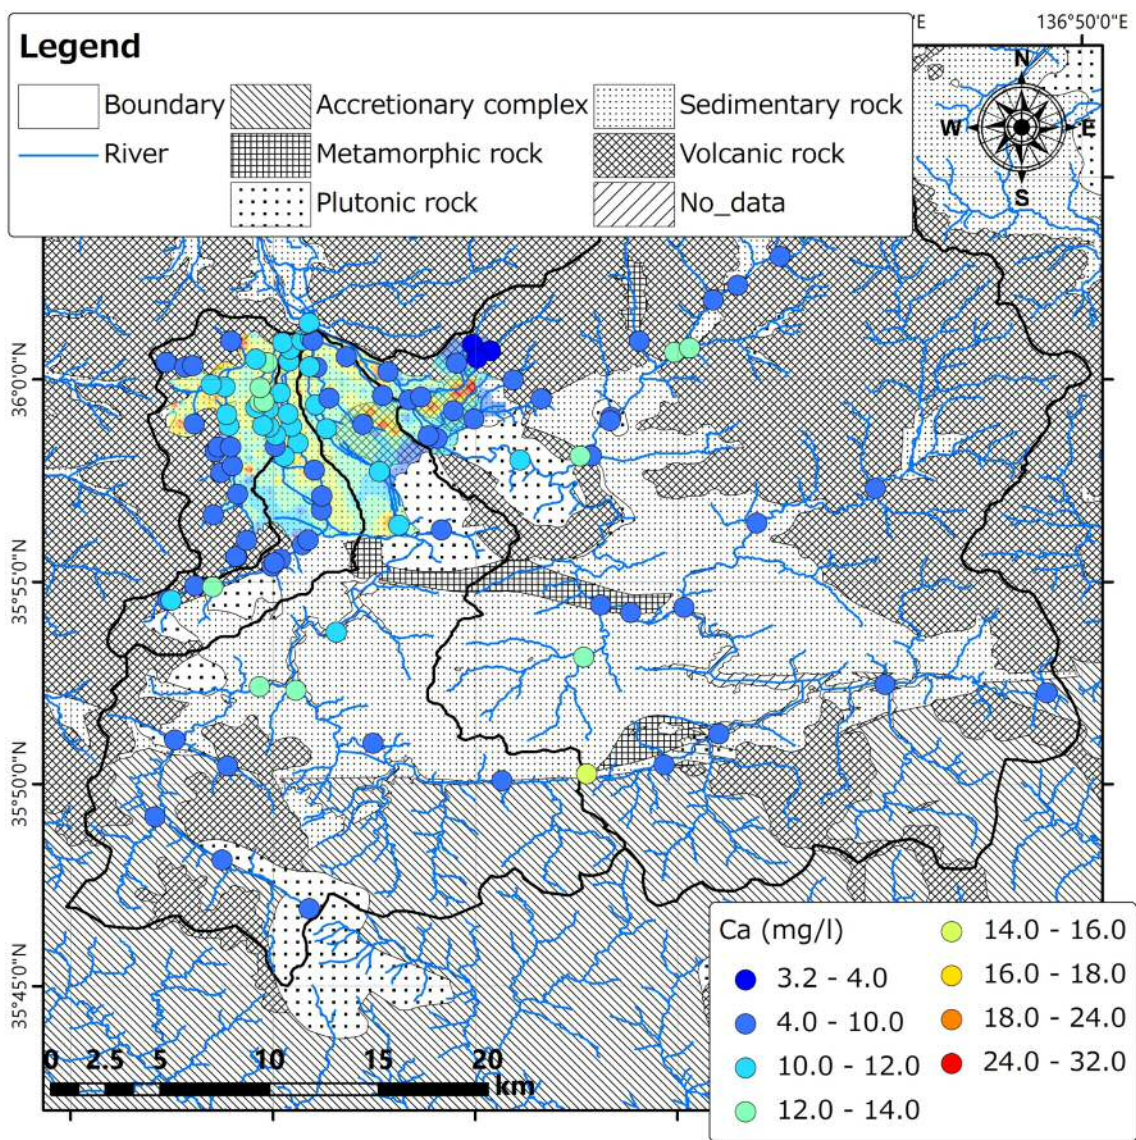 'E
136°50'0"E
Legend
Boundary
Accretionary complex
Sedimentary rock
River
Metamorphic rock
Volcanic rock
Plutonic rock
No_data
N
W
E
S
36°0'0"N
35°55'0"N
35°50'0"N
35°45'0"N
0 2.5 5 10 15 20
km
Ca (mg/l)
3.2 - 4.0
4.0 - 10.0
10.0 - 12.0
12.0 - 14.0
14.0 - 16.0
16.0 - 18.0
18.0 - 24.0
24.0 - 32.0